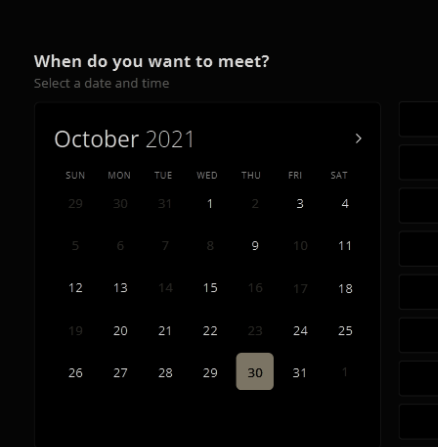 When do you want to meet?
Select a date and time
October 2021
SUN MON TUE WED THU FRI SAT
29 30 31 1 2 3 4
5 6 7 8 9 10 11
12 13 14 15 16 17 18
19 20 21 22 23 24 25
26 27 28 29 30 31 1